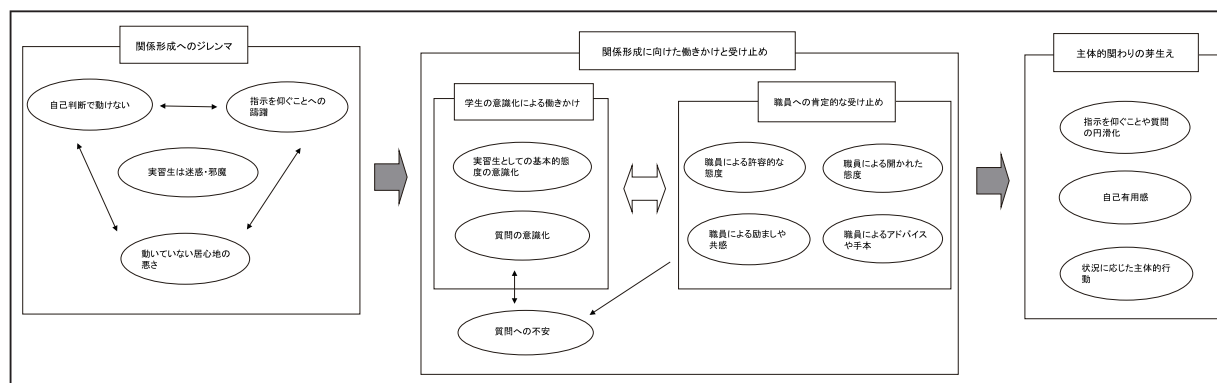 関係形成へのジレンマ
自己判断で動けない
指示を仰ぐことへの
躊躇
実習生は迷惑・邪魔
動いていない居心地の
悪さ
関係形成に向けた働きかけと受け止め
学生の意識化による働きかけ
実習生としての基本的態
度の意識化
質問の意識化
質問への不安
職員への肯定的な受け止め
職員による許容的な
態度
職員による開かれた
態度
職員による励ましや
共感
職員によるアドバイス
や手本
主体的関わりの芽生え
指示を仰ぐことや質問
の円滑化
自己有用感
状況に応じた主体的行
動